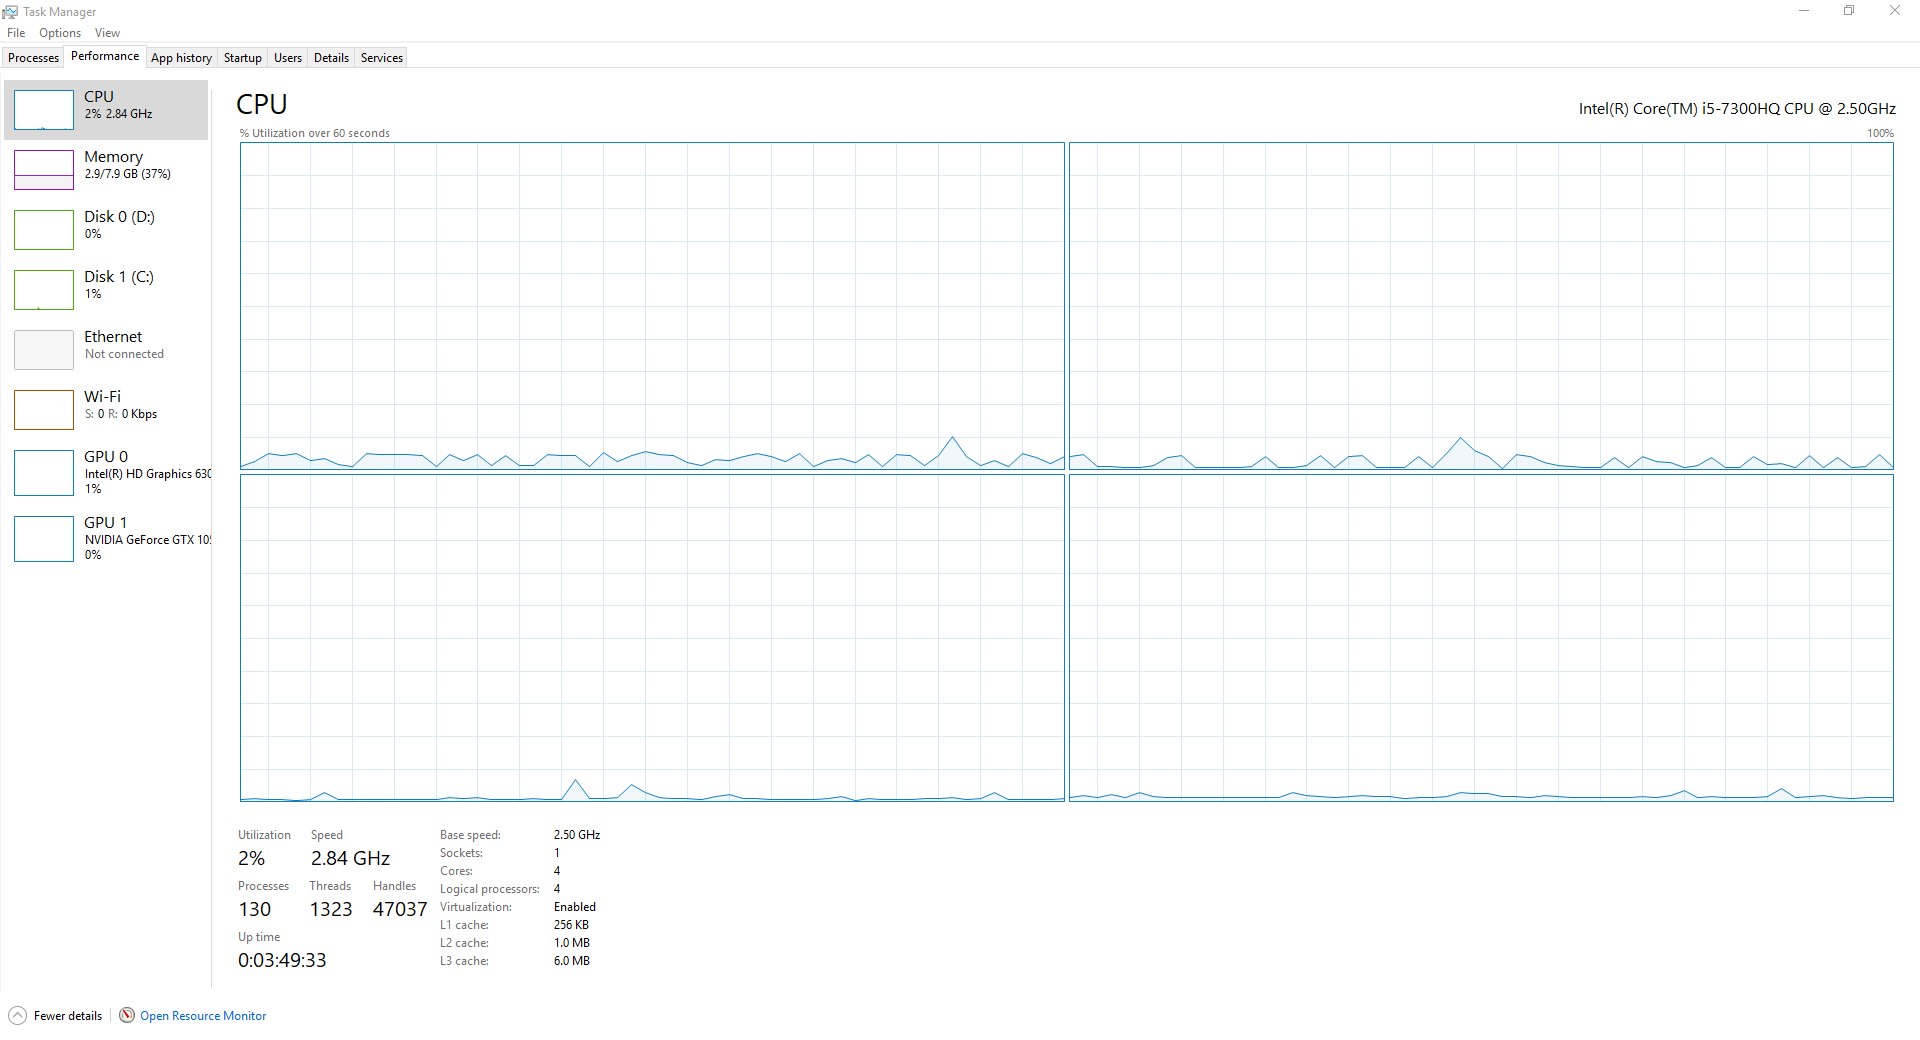 Task Manager
File Options View
Processes Performance App history Startup Users Details Services
CPU
2% 2.84 GHz
Memory
2.9/7.9 GB (37%)
Disk 0 (D:)
0%
Disk 1 (C:)
1%
Ethernet
Not connected
Wi-Fi
S: 0 R: 0 Kbps
GPU 0
Intel(R) HD Graphics 630
1%
GPU 1
NVIDIA GeForce GTX 105
0%
CPU
Intel(R) Core(TM) i5-7300HQ CPU @ 2.50GHz
% Utilization over 60 seconds
100%
Utilization Speed
2% 2.84 GHz
Processes Threads Handles
130 1323 47037
Up time
0:03:49:33
Base speed: 2.50 GHz
Sockets: 1
Cores: 4
Logical processors: 4
Virtualization: Enabled
L1 cache: 256 KB
L2 cache: 1.0 MB
L3 cache: 6.0 MB
Fewer details
Open Resource Monitor